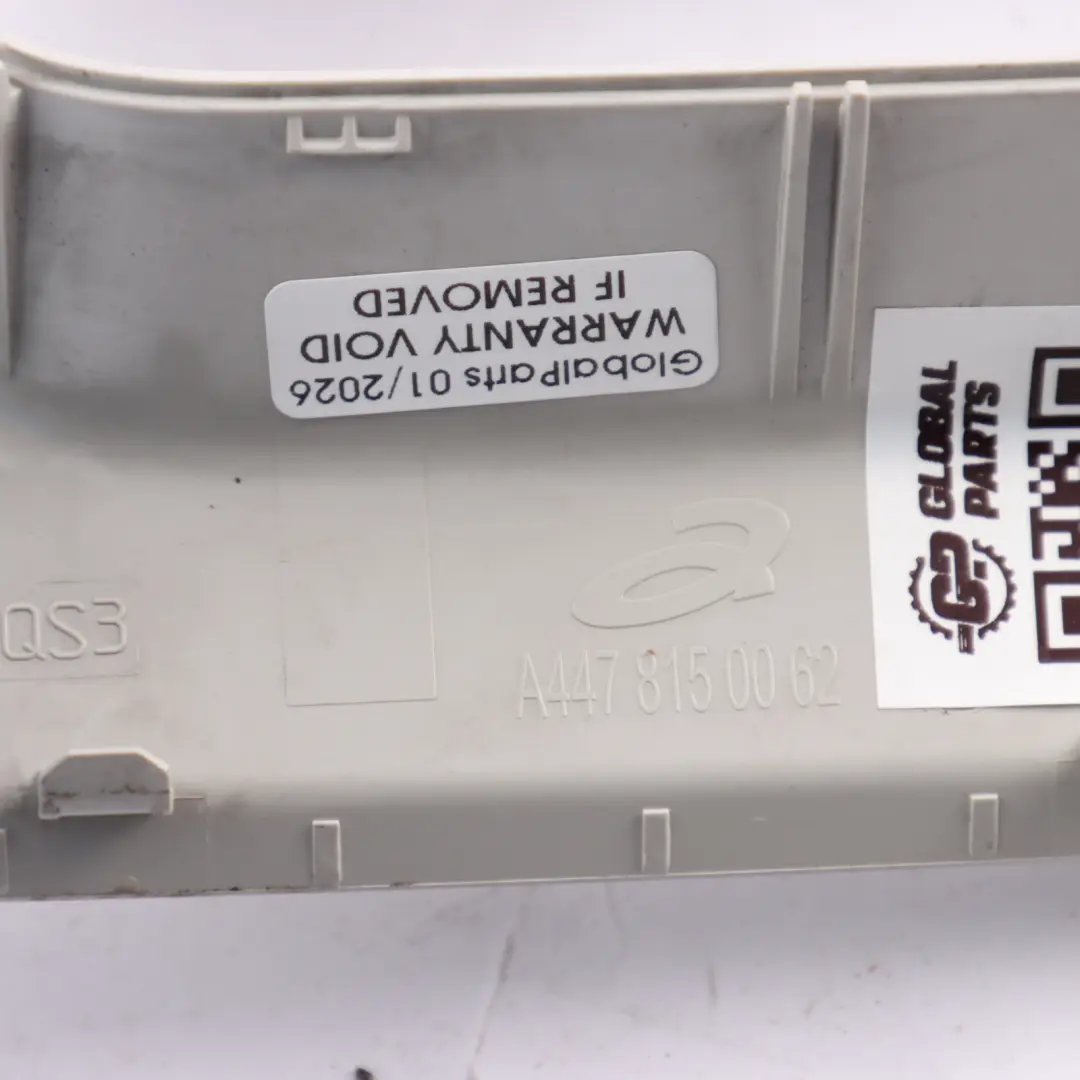 GlobalParts 01/2026
WARRANTY VOID
IF REMOVED
GLOBAL
PARTS
QS3
A447 815 00 62